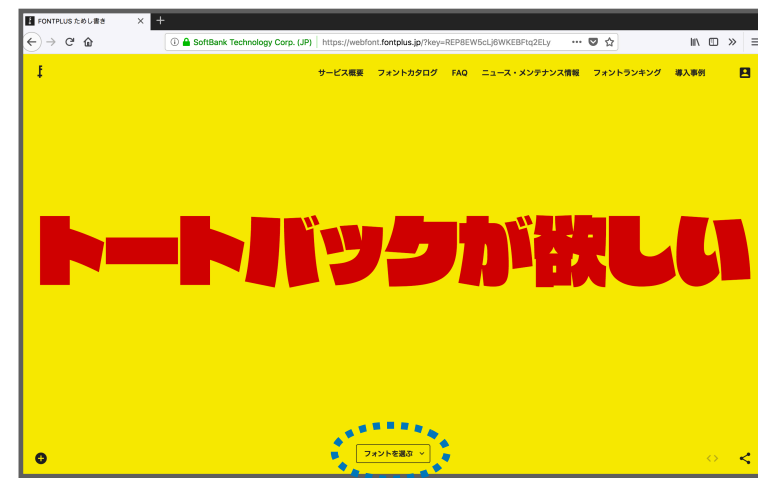 FONTPLUS ためし書き
SoftBank Technology Corp. (JP) https://webfont.fontplus.jp/?key=REP8EW5cLj6WKEBFtq2ELy
サービス概要 フォントカタログ FAQ ニュース・メンテナンス情報 フォントランキング 導入事例
トートバックが欲しい
フォントを選ぶ